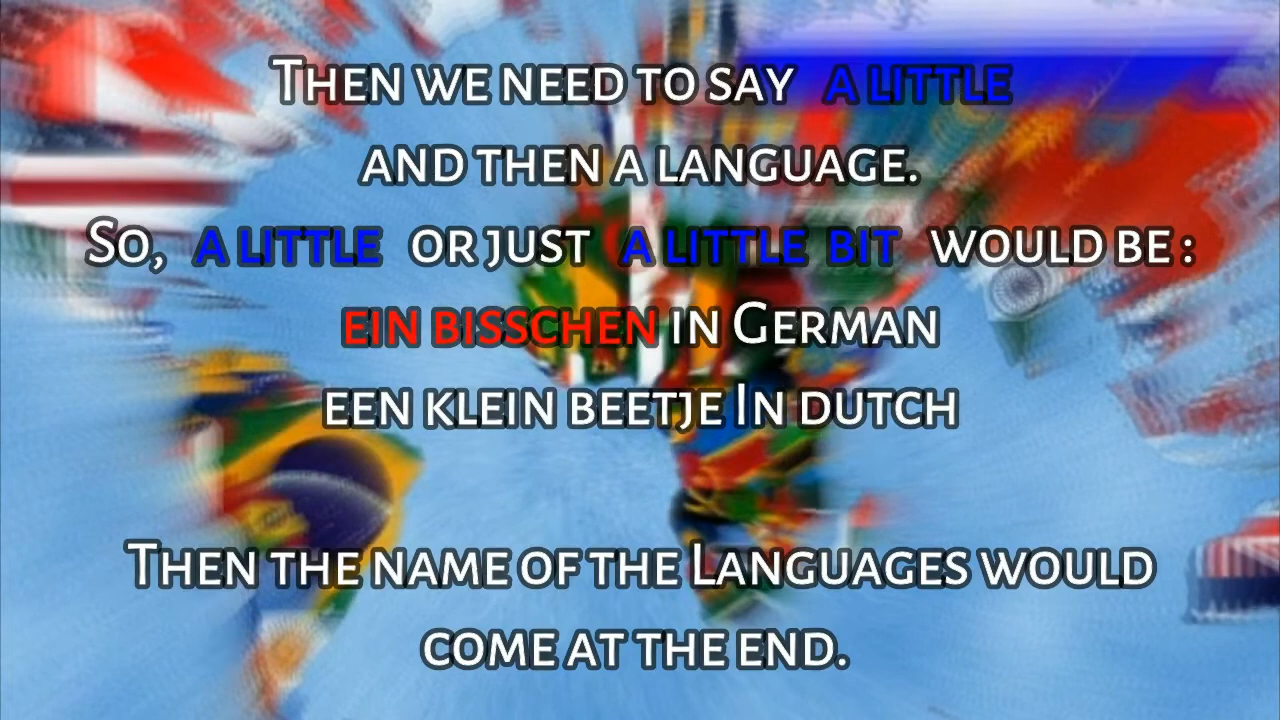 Then we need to say a little
and then a language.
So, a little or just a little bit would be :
ein bisschen in German
een klein beetje In dutch
Then the name of the Languages would
come at the end.